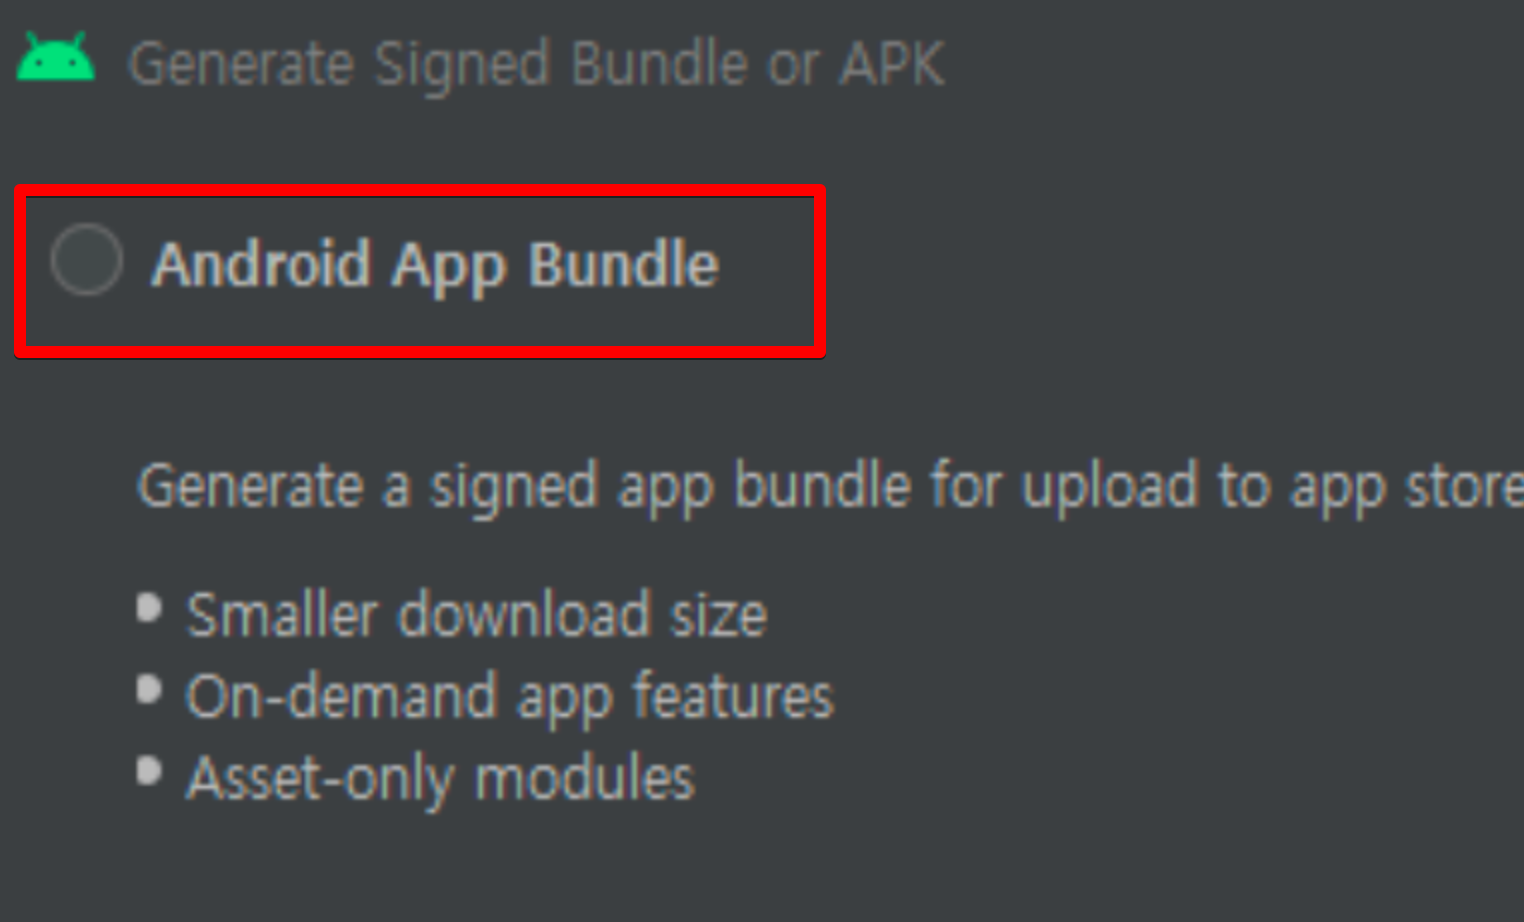 Generate Signed Bundle or APK
Android App Bundle
Generate a signed app bundle for upload to app store
• Smaller download size
• On-demand app features
• Asset-only modules